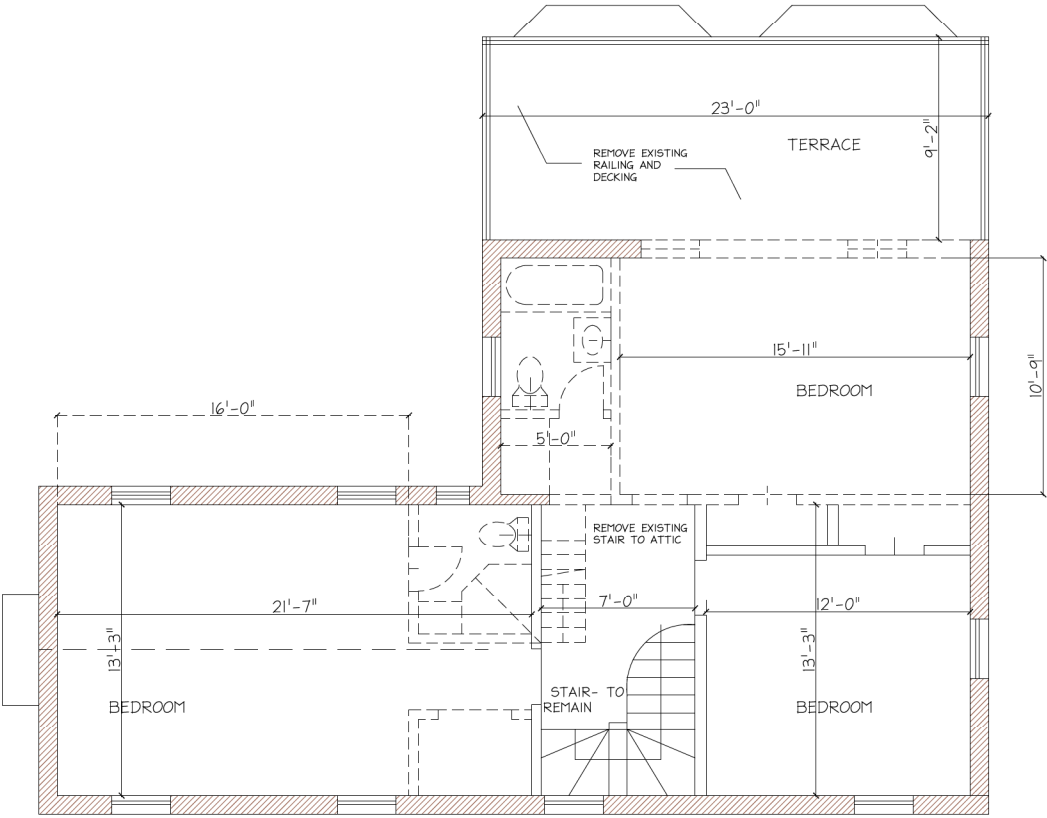 23'-0"
TERRACE
9'-2"
REMOVE EXISTING
RAILING AND
DECKING
15'-11"
BEDROOM
10'-9"
16'-0"
5'-0"
REMOVE EXISTING
STAIR TO ATTIC
21'-7"
7'-0"
12'-0"
13'-3"
13'-3"
STAIR- TO
REMAIN
BEDROOM
BEDROOM